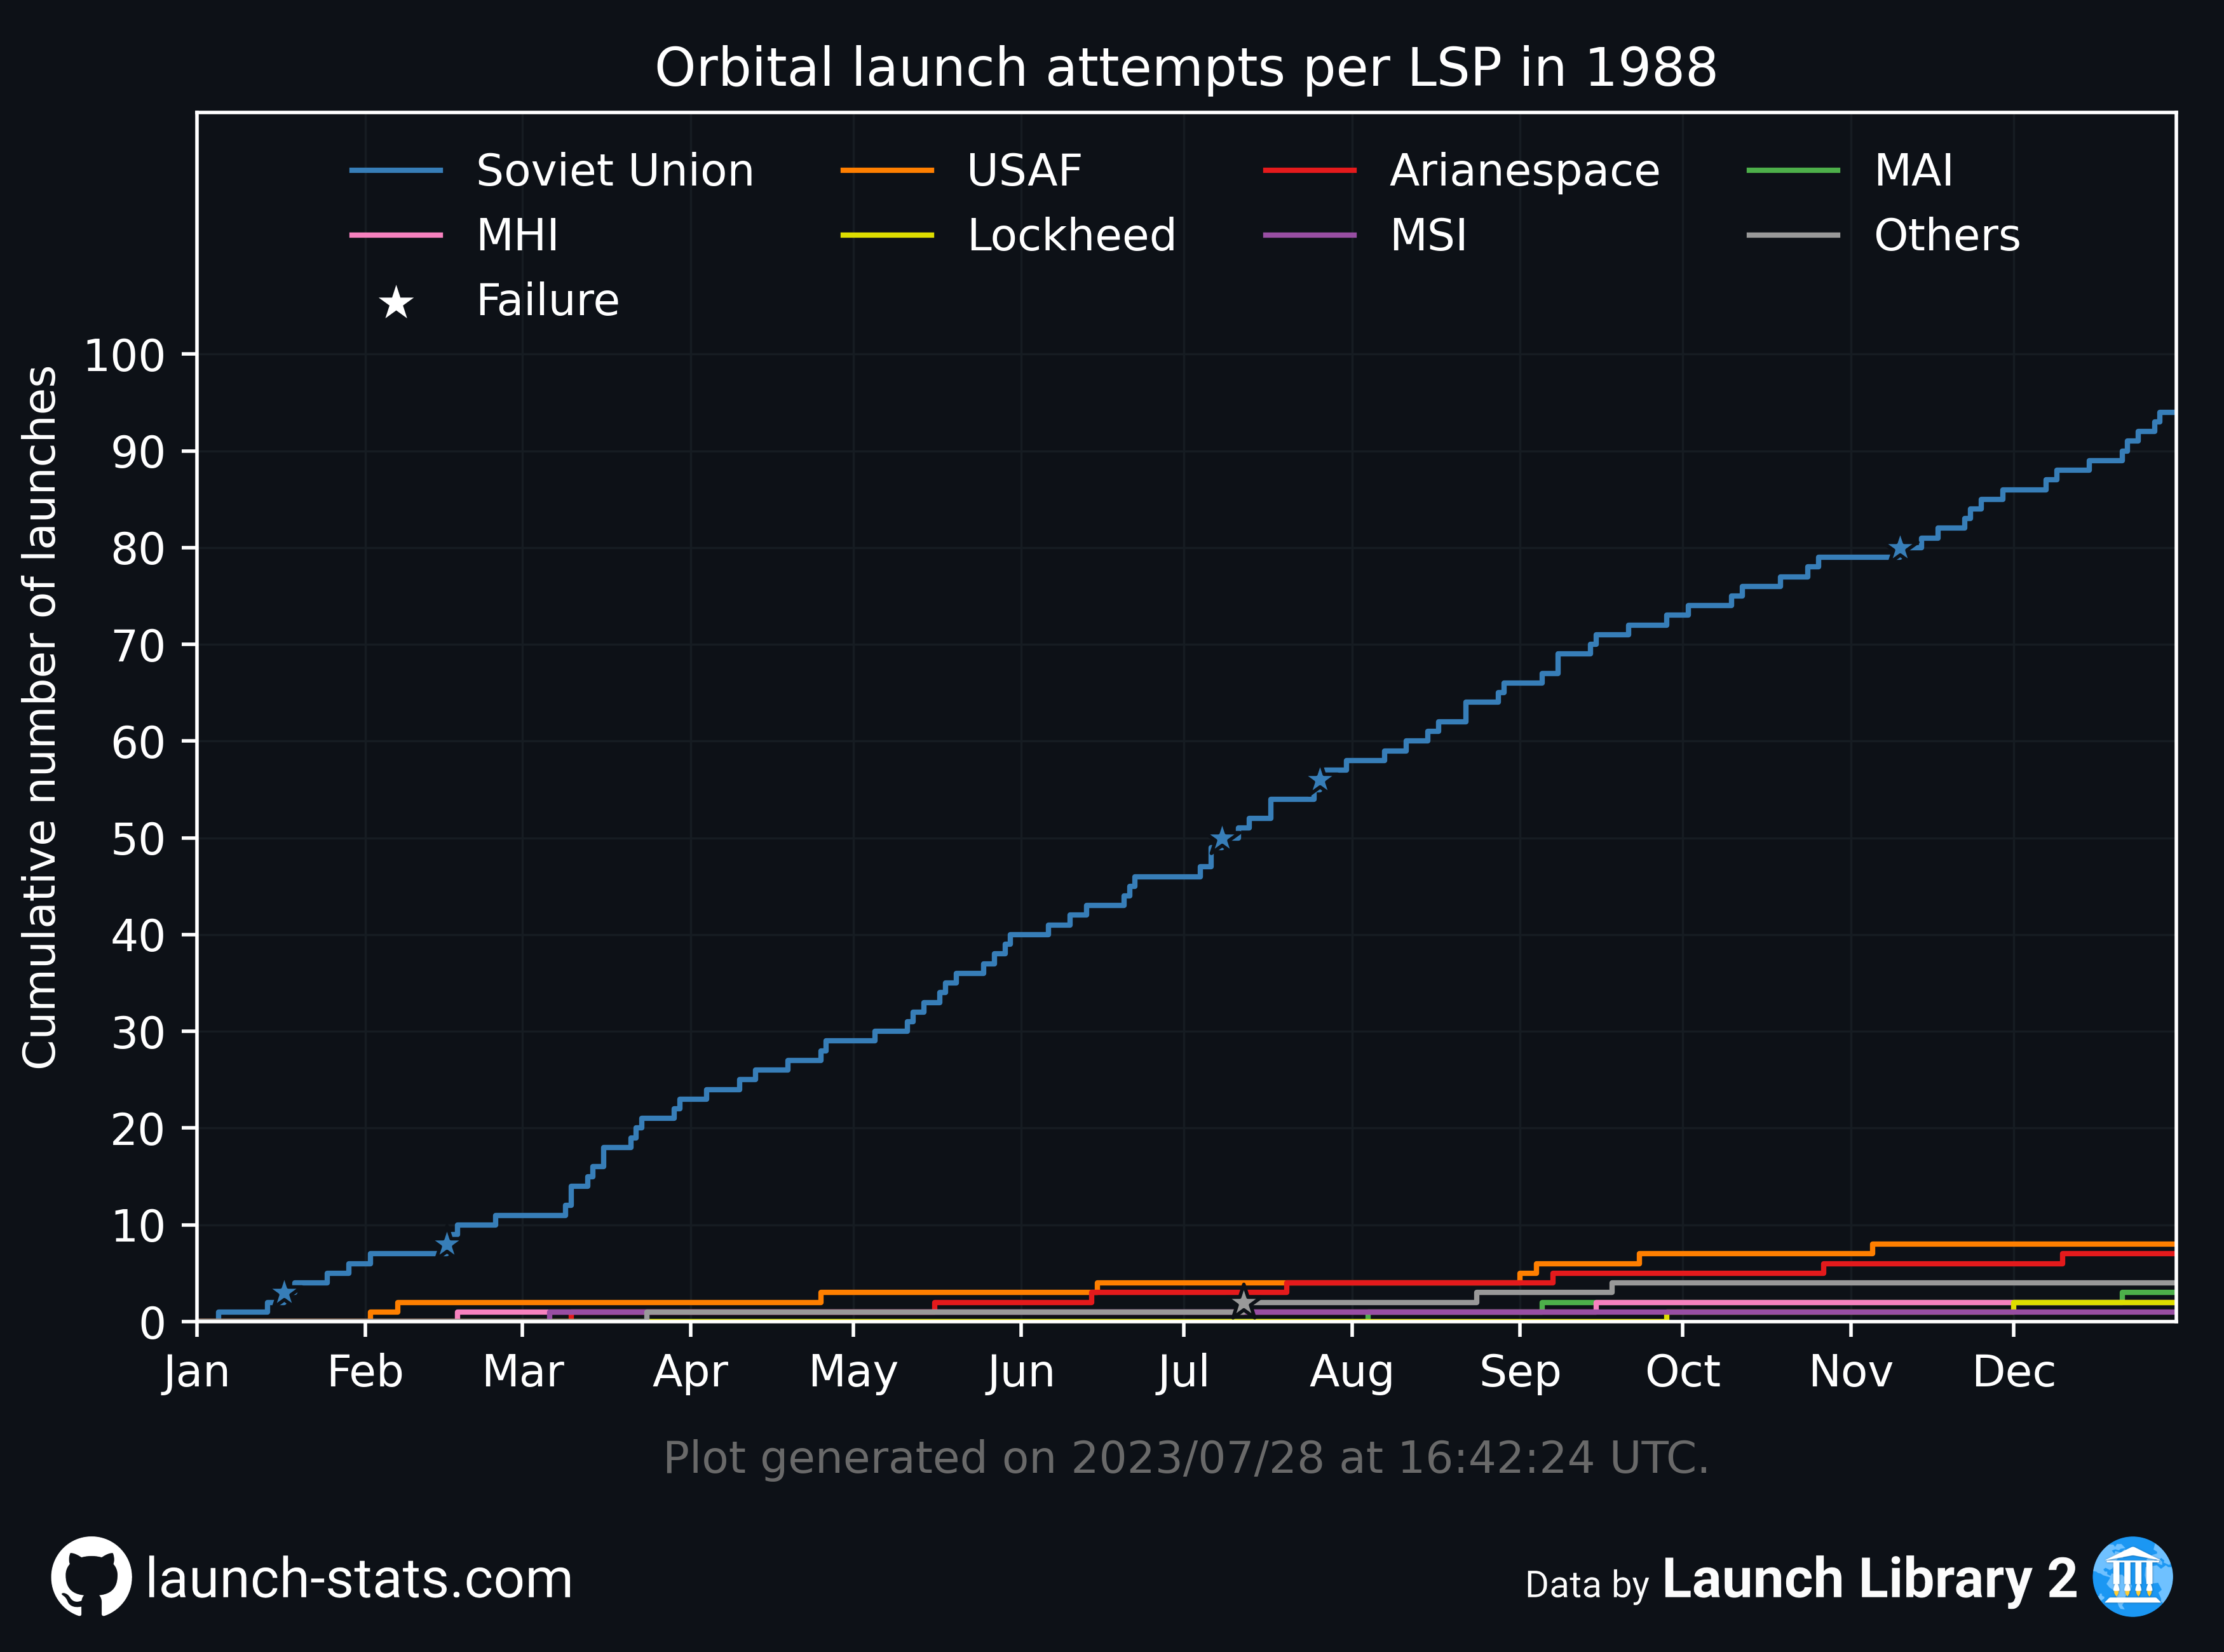 Orbital launch attempts per LSP in 1988
Soviet Union USAF Arianespace MAI
MHI Lockheed MSI Others
Failure
Cumulative number of launches
100
90
80
70
60
50
40
30
20
10
0
Jan Feb Mar Apr May Jun Jul Aug Sep Oct Nov Dec
Plot generated on 2023/07/28 at 16:42:24 UTC.
launch-stats.com
Data by Launch Library 2